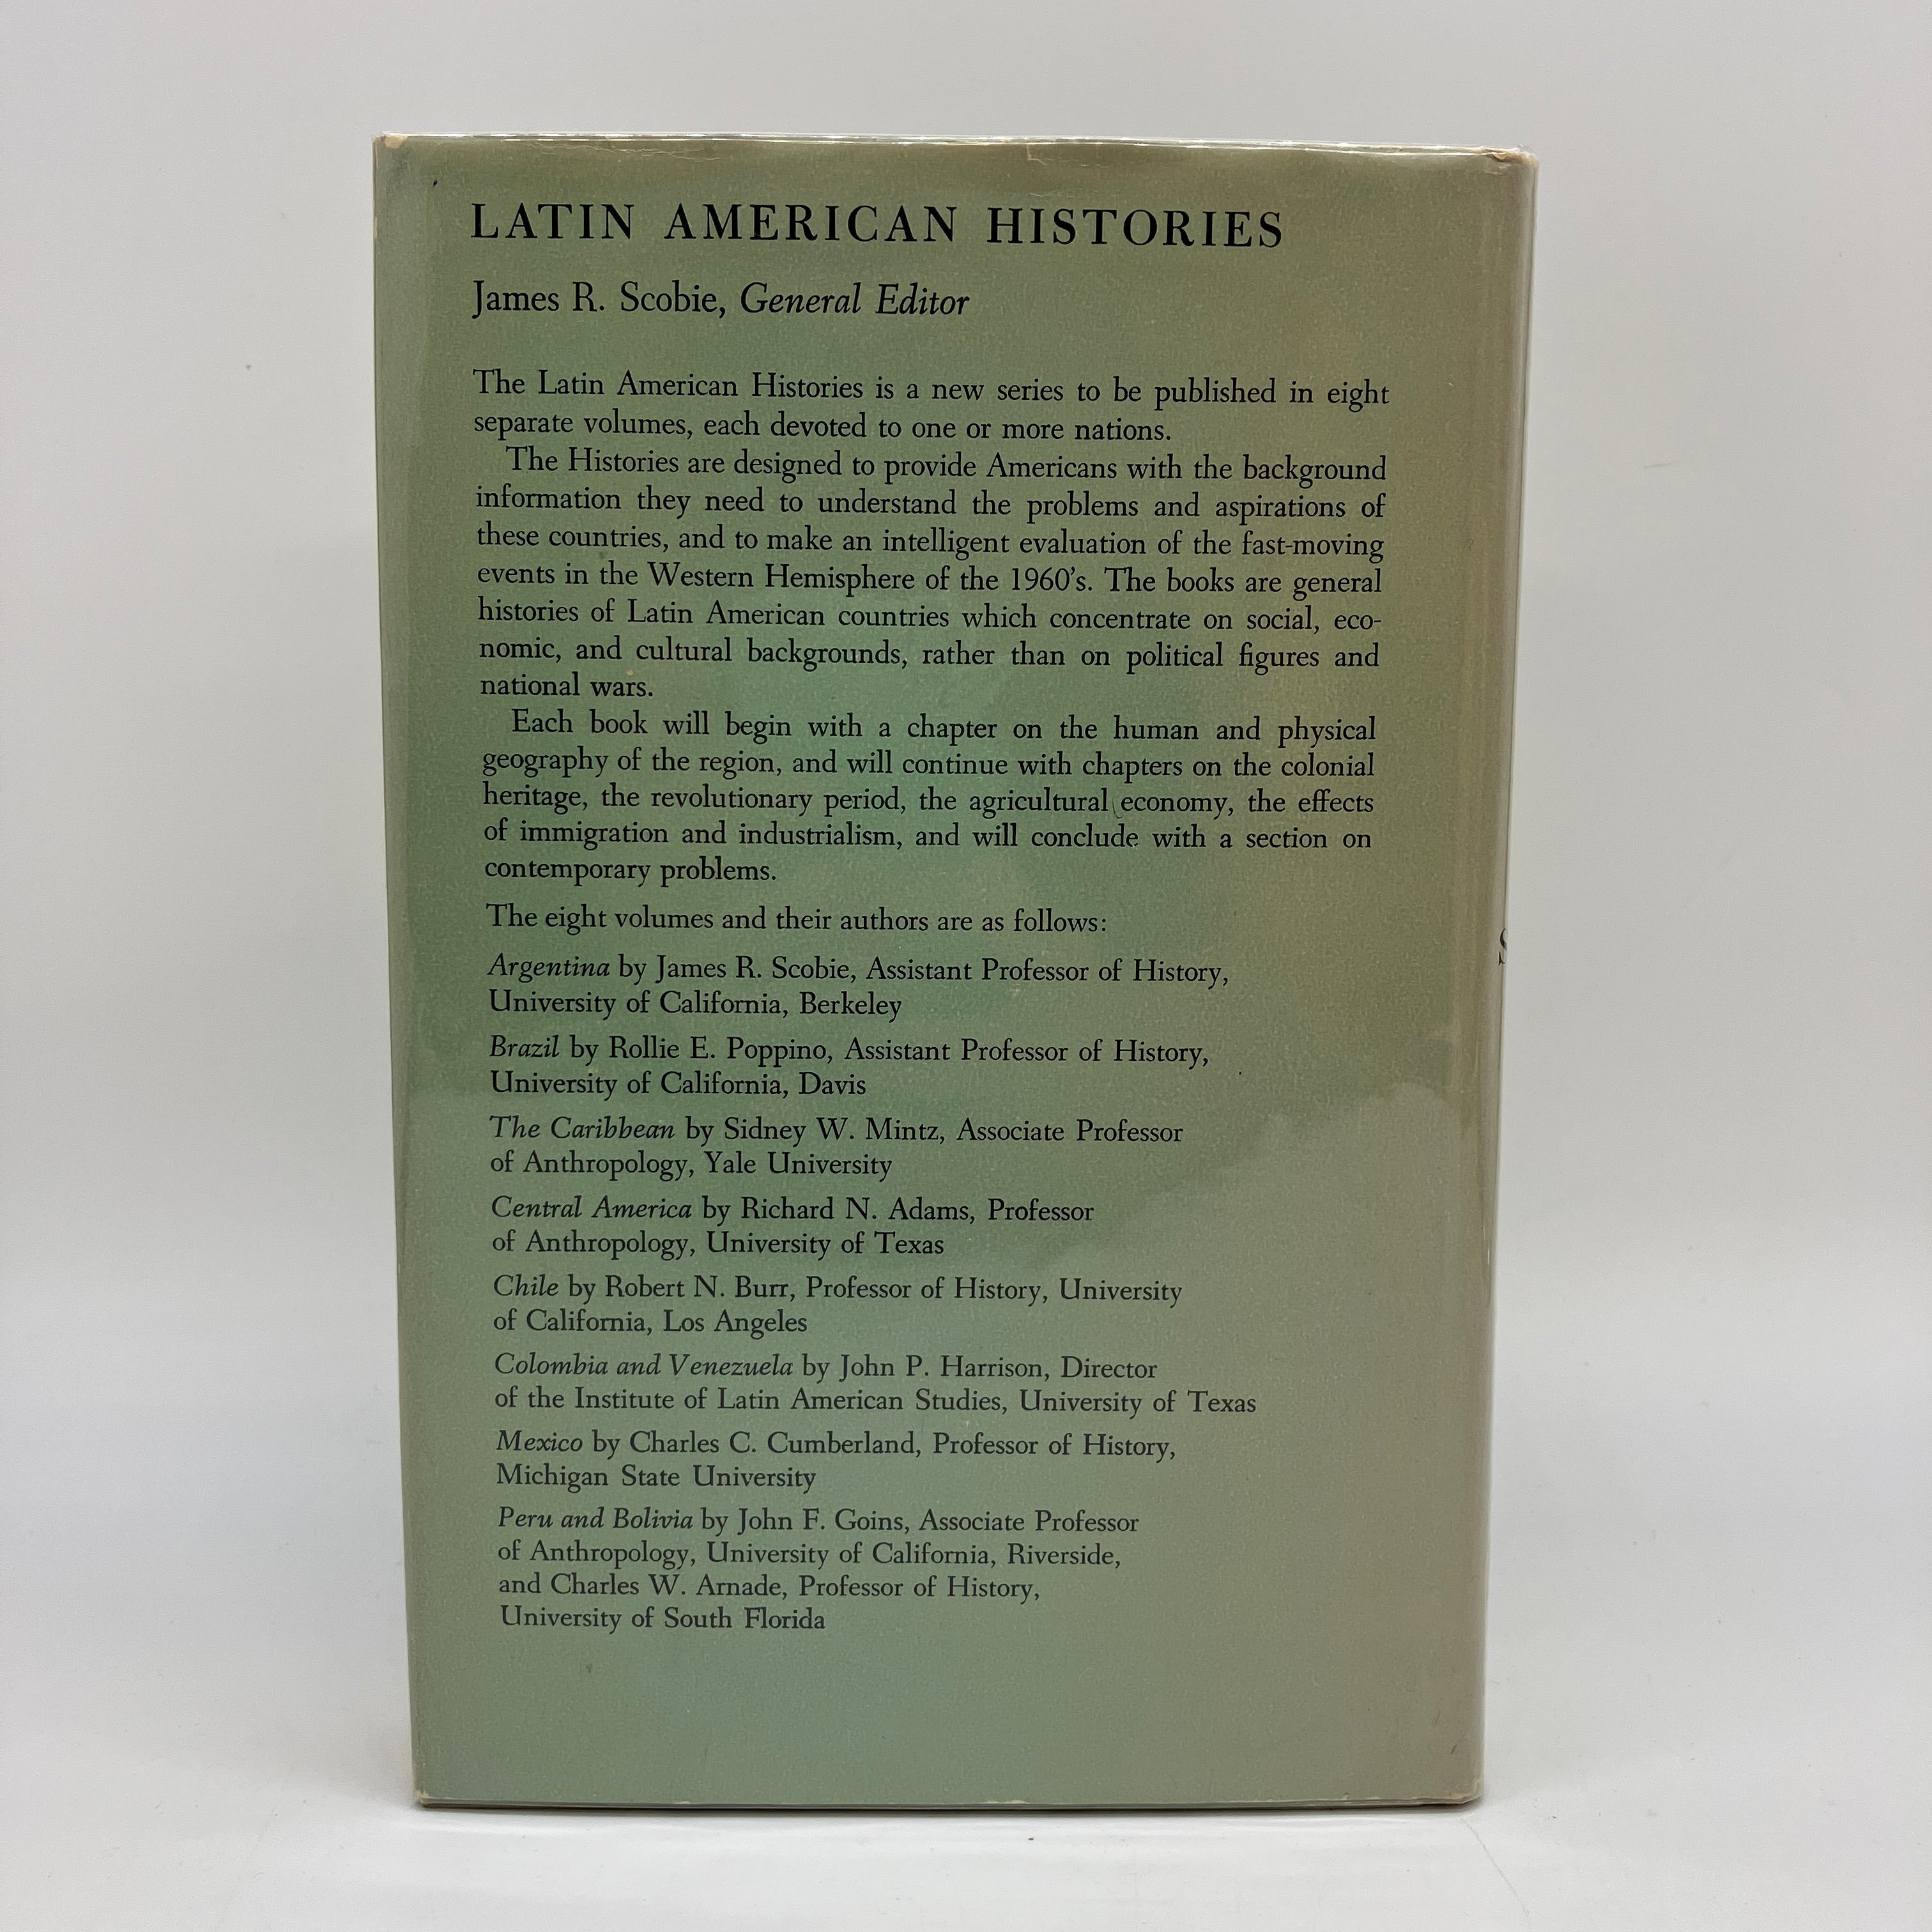 LATIN AMERICAN HISTORIES
James R. Scobie, General Editor
The Latin American Histories is a new series to be published in eight
separate volumes, each devoted to one or more nations.
The Histories are designed to provide Americans with the background
information they need to understand the problems and aspirations of
these countries, and to make an intelligent evaluation of the fast-moving
events in the Western Hemisphere of the 1960's. The books are general
histories of Latin American countries which concentrate on social, eco-
nomic, and cultural backgrounds, rather than on political figures and
national wars.
Each book will begin with a chapter on the human and physical
geography of the region, and will continue with chapters on the colonial
heritage, the revolutionary period, the agricultural economy, the effects
of immigration and industrialism, and will conclude with a section on
contemporary problems.
The eight volumes and their authors are as follows:
Argentina by James R. Scobie, Assistant Professor of History,
University of California, Berkeley
Brazil by Rollie E. Poppino, Assistant Professor of History,
University of California, Davis
The Caribbean by Sidney W. Mintz, Associate Professor
of Anthropology, Yale University
Central America by Richard N. Adams, Professor
of Anthropology, University of Texas
Chile by Robert N. Burr, Professor of History, University
of California, Los Angeles
Colombia and Venezuela by John P. Harrison, Director
of the Institute of Latin American Studies, University of Texas
Mexico by Charles C. Cumberland, Professor of History,
Michigan State University
Peru and Bolivia by John F. Goins, Associate Professor
of Anthropology, University of California, Riverside,
and Charles W. Arnade, Professor of History,
University of South Florida